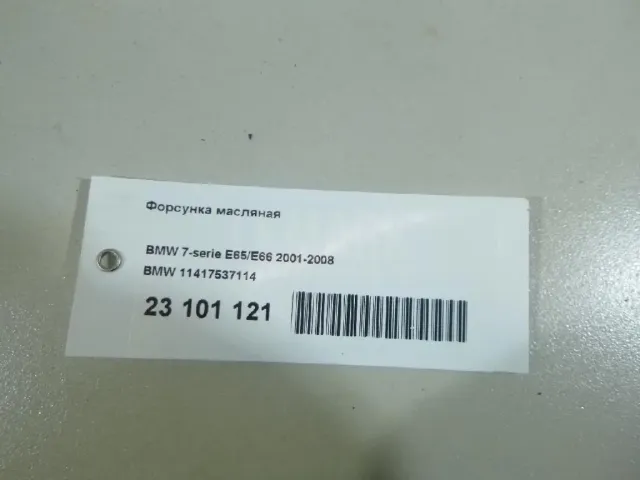 Форсунка масляная
BMW 7-serie E65/E66 2001-2008
BMW 11417537114
23 101 121